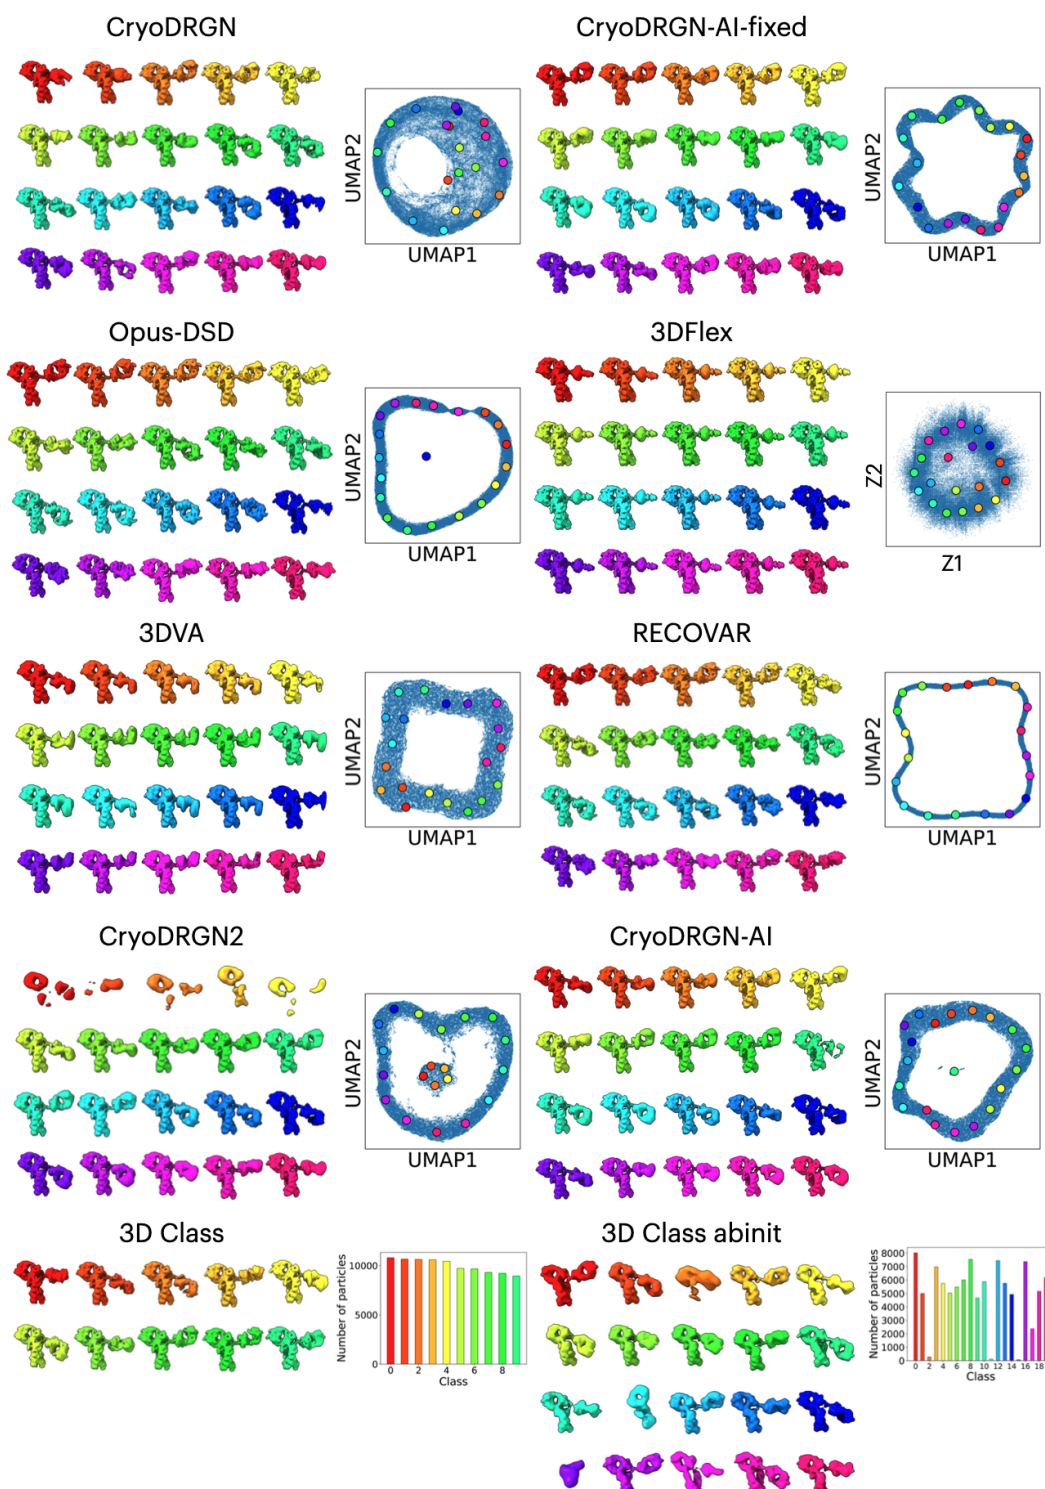 CryoDRGN
UMAP2
UMAP1
CryoDRGN-AI-fixed
UMAP2
UMAP1
Opus-DSD
UMAP2
UMAP1
3DFlex
Z2
Z1
3DVA
UMAP2
UMAP1
RECOVAR
UMAP2
UMAP1
CryoDRGN2
UMAP2
UMAP1
CryoDRGN-AI
UMAP2
UMAP1
3D Class
Number of particles
10000
5000
0
0 2 4 6 8
Class
3D Class abinit
Number of particles
8000
7000
6000
5000
4000
3000
2000
1000
0
0 2 4 6 8 10 12 14 16 18
Class